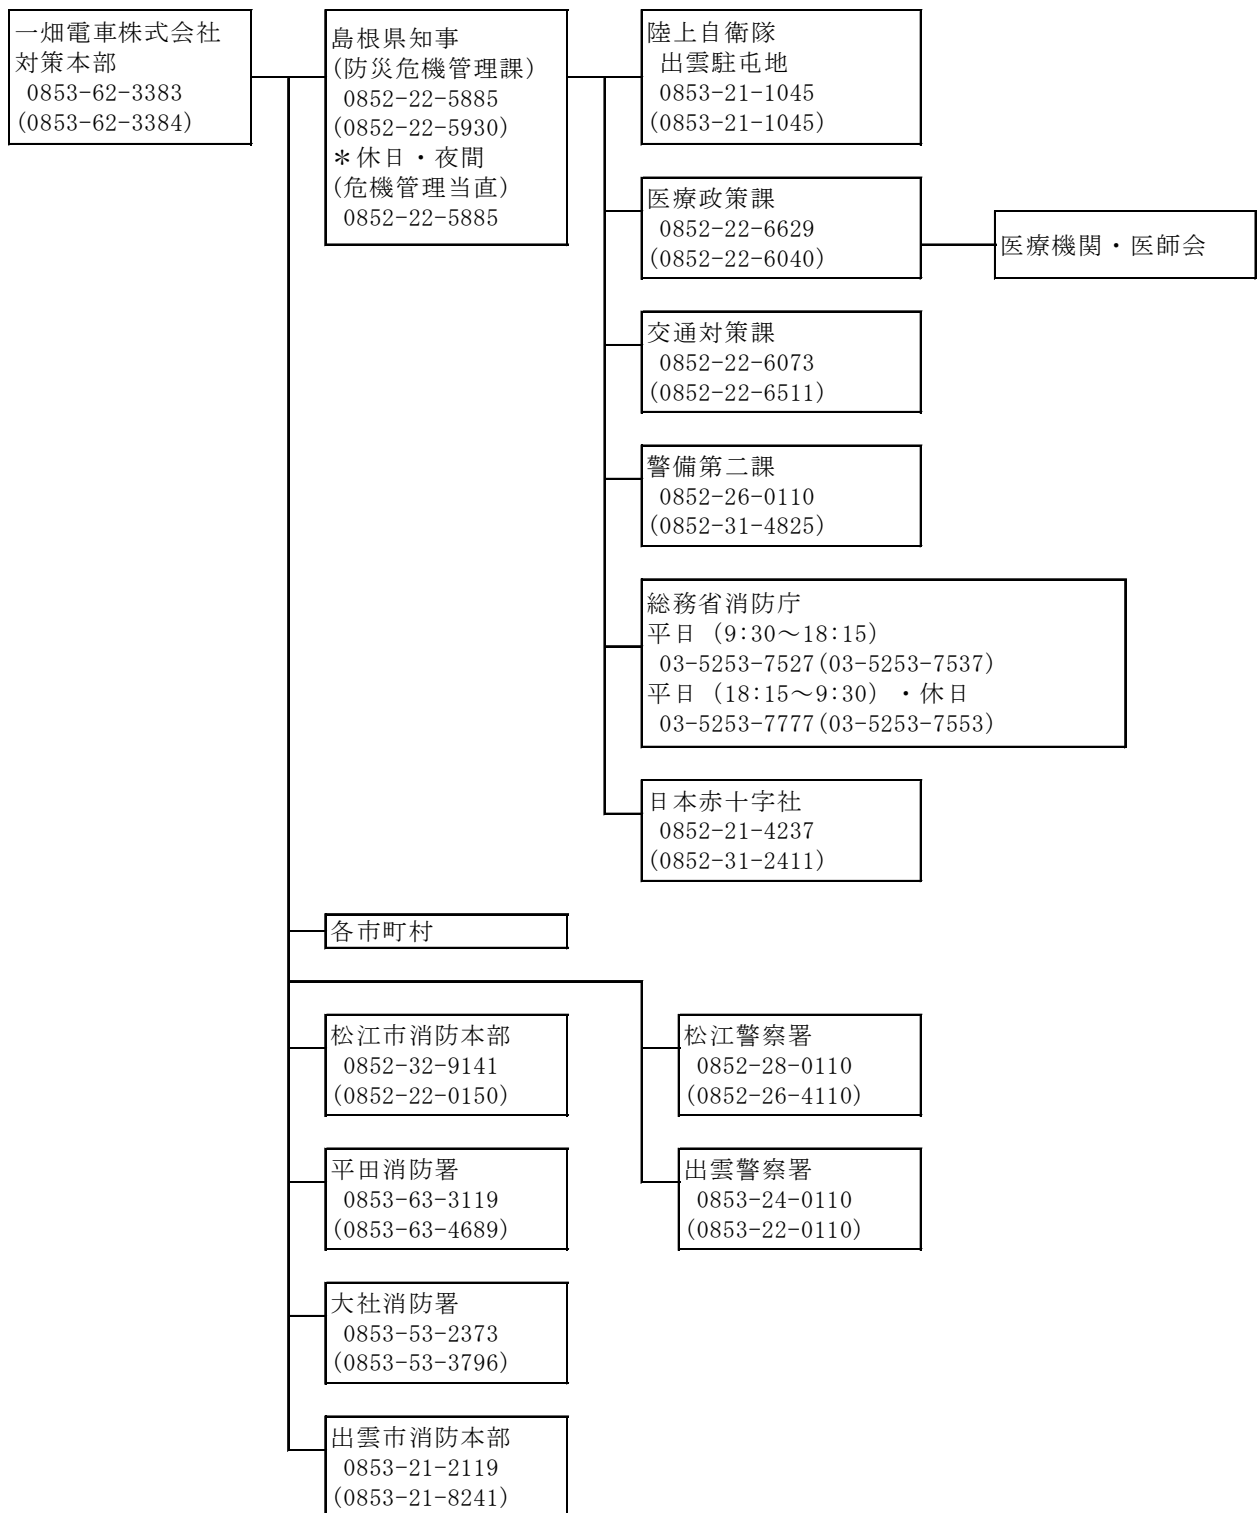 一畑電車株式会社
対策本部
0853-62-3383
(0853-62-3384)
島根県知事
(防災危機管理課)
0852-22-5885
(0852-22-5930)
＊休日・夜間
(危機管理当直)
0852-22-5885
陸上自衛隊
出雲駐屯地
0853-21-1045
(0853-21-1045)
医療政策課
0852-22-6629
(0852-22-6040)
医療機関・医師会
交通対策課
0852-22-6073
(0852-22-6511)
警備第二課
0852-26-0110
(0852-31-4825)
総務省消防庁
平日（9:30～18:15）
03-5253-7527(03-5253-7537)
平日（18:15～9:30）・休日
03-5253-7777(03-5253-7553)
日本赤十字社
0852-21-4237
(0852-31-2411)
各市町村
松江市消防本部
0852-32-9141
(0852-22-0150)
松江警察署
0852-28-0110
(0852-26-4110)
平田消防署
0853-63-3119
(0853-63-4689)
出雲警察署
0853-24-0110
(0853-22-0110)
大社消防署
0853-53-2373
(0853-53-3796)
出雲市消防本部
0853-21-2119
(0853-21-8241)